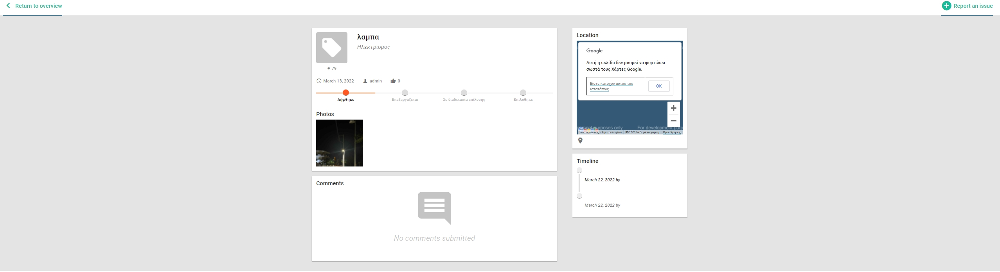 Return to overview
Report an issue
λαμπα
Ηλεκτρισμος
# 79
March 13, 2022 admin 0
Λήφθηκε Επεξεργάζεται Σε διαδικασία επίλυσης Επιλύθηκε
Photos
Comments
No comments submitted
Location
Google
Αυτή η σελίδα δεν μπορεί να φορτώσει
σωστά τους Χάρτες Google.
Είστε κάτοχος αυτού του
ιστοτόπου;
OK
purposes only For development purp
Συντομεύσεις πληκτρολογίου ©2022 Δεδομένα χάρτη Όροι Χρήσης
Timeline
March 22, 2022 by
March 22, 2022 by